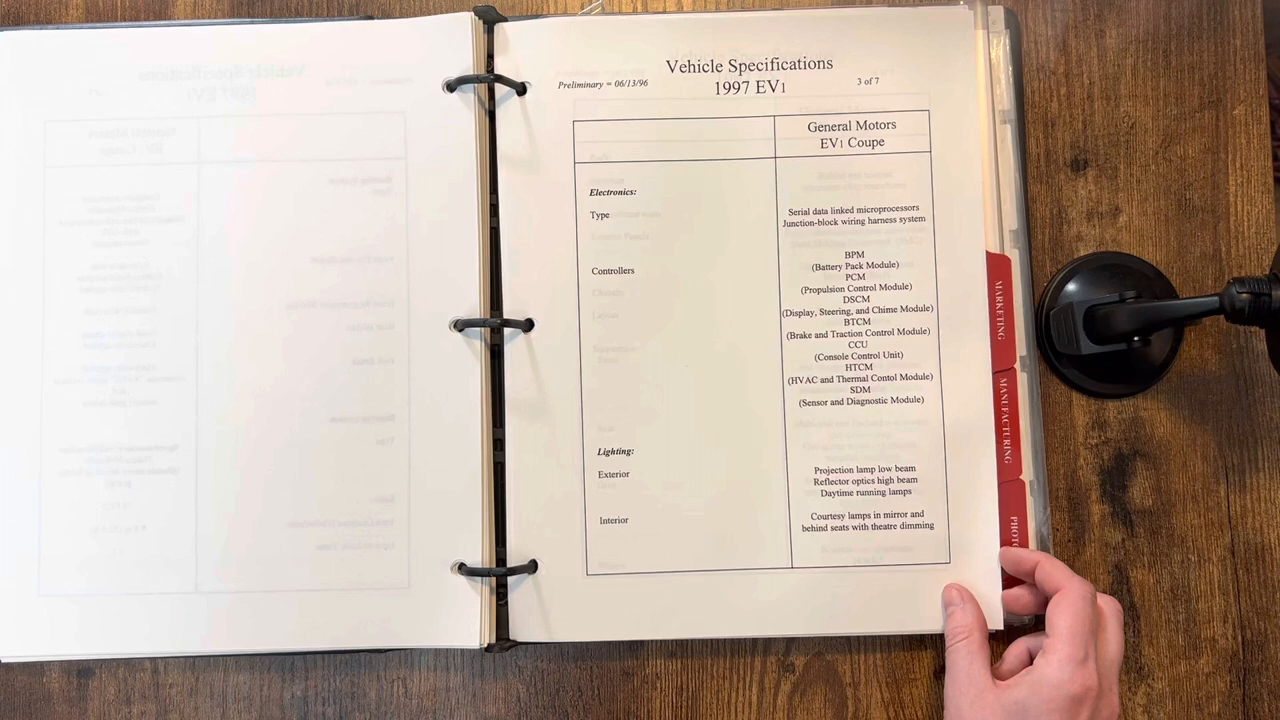 Vehicle Specifications
Preliminary = 06/13/96
1997 EV1
3 of 7
General Motors
EV1 Coupe
Electronics:
Type
Serial data linked microprocessors
Junction-block wiring harness system
Controllers
BPM
(Battery Pack Module)
PCM
(Propulsion Control Module)
DSCM
(Display, Steering, and Chime Module)
BTCM
(Brake and Traction Control Module)
CCU
(Console Control Unit)
HTCM
(HVAC and Thermal Contol Module)
SDM
(Sensor and Diagnostic Module)
Lighting:
Exterior
Projection lamp low beam
Reflector optics high beam
Daytime running lamps
Interior
Courtesy lamps in mirror and
behind seats with theatre dimming
MARKETING
MANUFACTURING
PHOTO